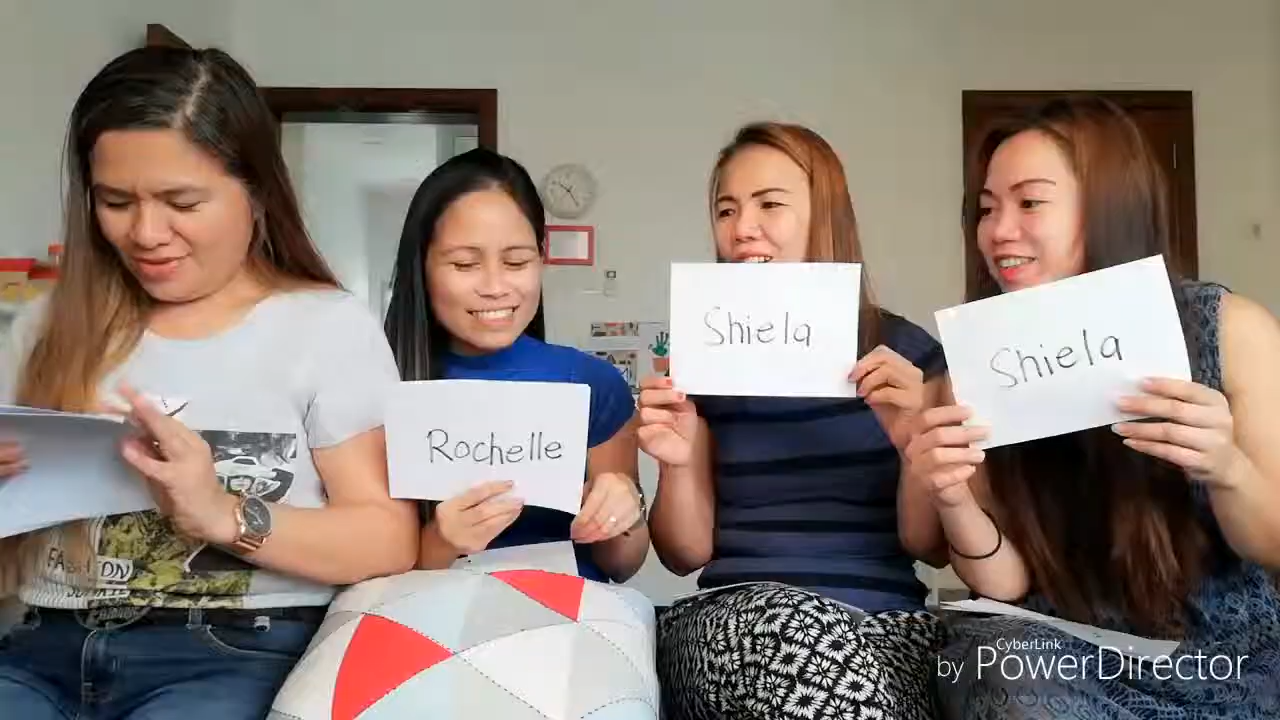 Rochelle
Shiela
Shiela
FASHION
CyberLink
by PowerDirector